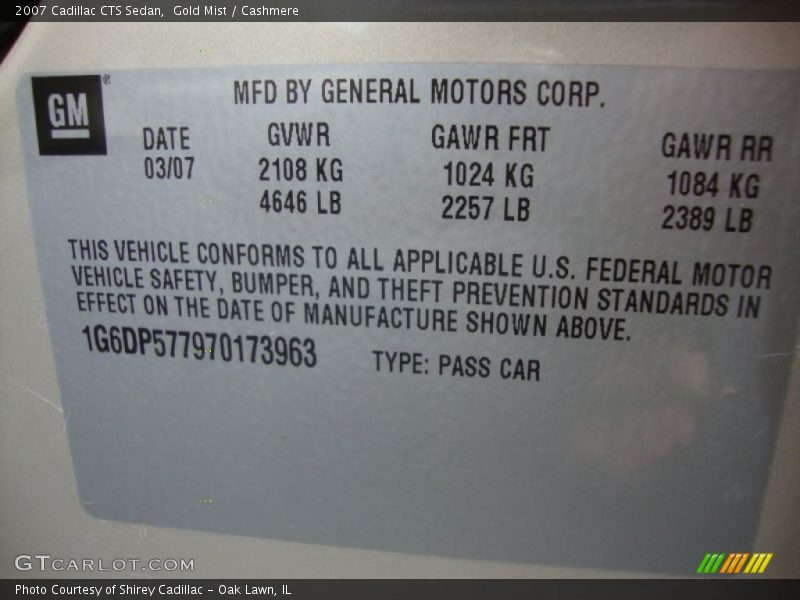 2007 Cadillac CTS Sedan,  Gold Mist / Cashmere
GM®
MFD BY GENERAL MOTORS CORP.
DATE GVWR GAWR FRT GAWR RR
03/07 2108 KG 1024 KG 1084 KG
4646 LB 2257 LB 2389 LB
THIS VEHICLE CONFORMS TO ALL APPLICABLE U.S. FEDERAL MOTOR
VEHICLE SAFETY, BUMPER, AND THEFT PREVENTION STANDARDS IN
EFFECT ON THE DATE OF MANUFACTURE SHOWN ABOVE.
1G6DP577970173963 TYPE: PASS CAR
GTCARLOT.COM
Photo Courtesy of Shirey Cadillac - Oak Lawn, IL